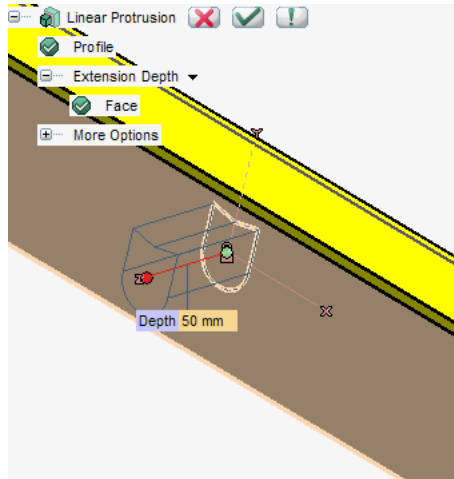 Linear Protrusion
Profile
Extension Depth
Face
More Options
Y
X
Z
Depth 50 mm